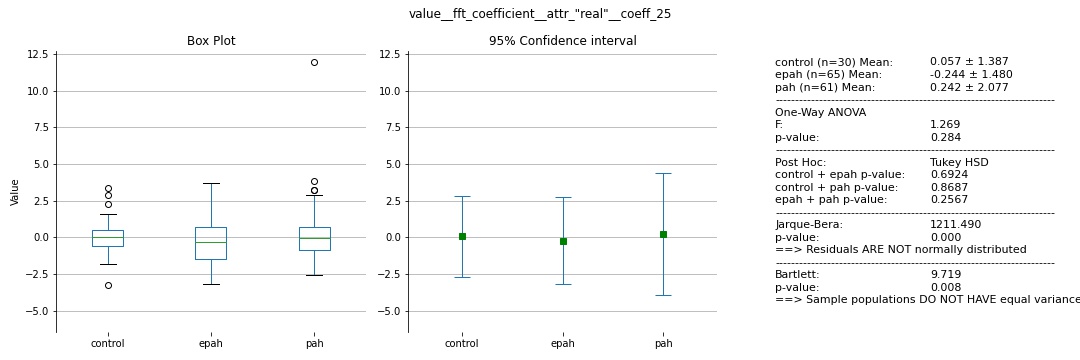 value__fft_coefficient__attr_"real"__coeff_25
Box Plot
12.5
10.0
7.5
5.0
2.5
0.0
−2.5
−5.0
Value
control
epah
pah
95% Confidence interval
12.5
10.0
7.5
5.0
2.5
0.0
−2.5
−5.0
control
epah
pah
control (n=30) Mean: 0.057 ± 1.387
epah (n=65) Mean: -0.244 ± 1.480
pah (n=61) Mean: 0.242 ± 2.077
One-Way ANOVA
F: 1.269
p-value: 0.284
Post Hoc: Tukey HSD
control + epah p-value: 0.6924
control + pah p-value: 0.8687
epah + pah p-value: 0.2567
Jarque-Bera: 1211.490
p-value: 0.000
==> Residuals ARE NOT normally distributed
Bartlett: 9.719
p-value: 0.008
==> Sample populations DO NOT HAVE equal variance